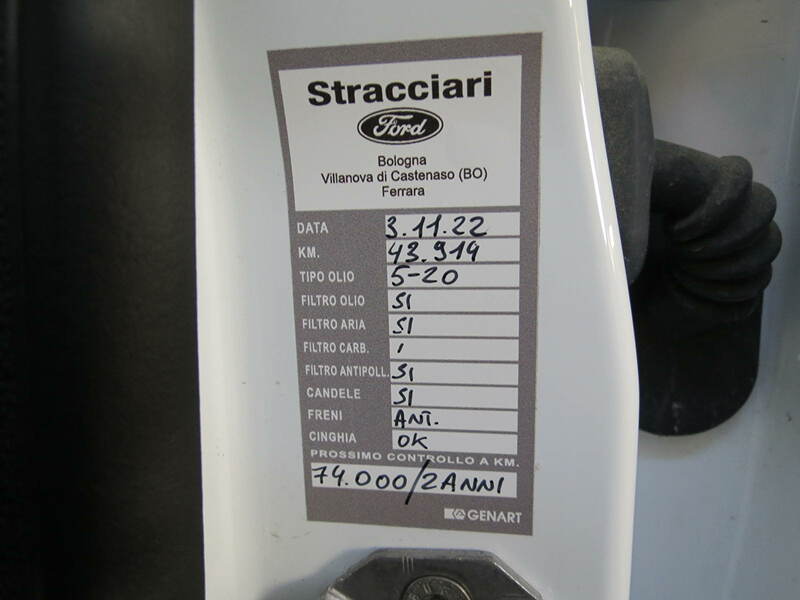 Stracciari
Ford
Bologna
Villanova di Castenaso (BO)
Ferrara
DATA 3.11.22
KM. 43.919
TIPO OLIO 5-20
FILTRO OLIO SI
FILTRO ARIA SI
FILTRO CARB. /
FILTRO ANTIPOLL. SI
CANDELE SI
FRENI ANT.
CINGHIA OK
PROSSIMO CONTROLLO A KM.
74.000/2 ANNI
GENART